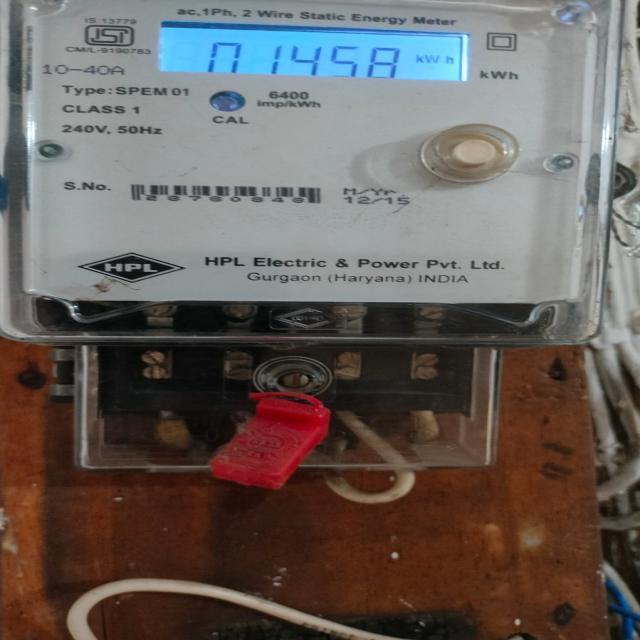 ac,1Ph, 2 Wire Static Energy Meter
IS 13779
ISI
CM/L-9190783
01458 kWh
kWh
10-40A
Type:SPEM 01
6400
imp/kWh
CLASS 1
CAL
240V, 50Hz
S.No.
M/YR
12/15
HPL
HPL Electric & Power Pvt. Ltd.
Gurgaon (Haryana) INDIA